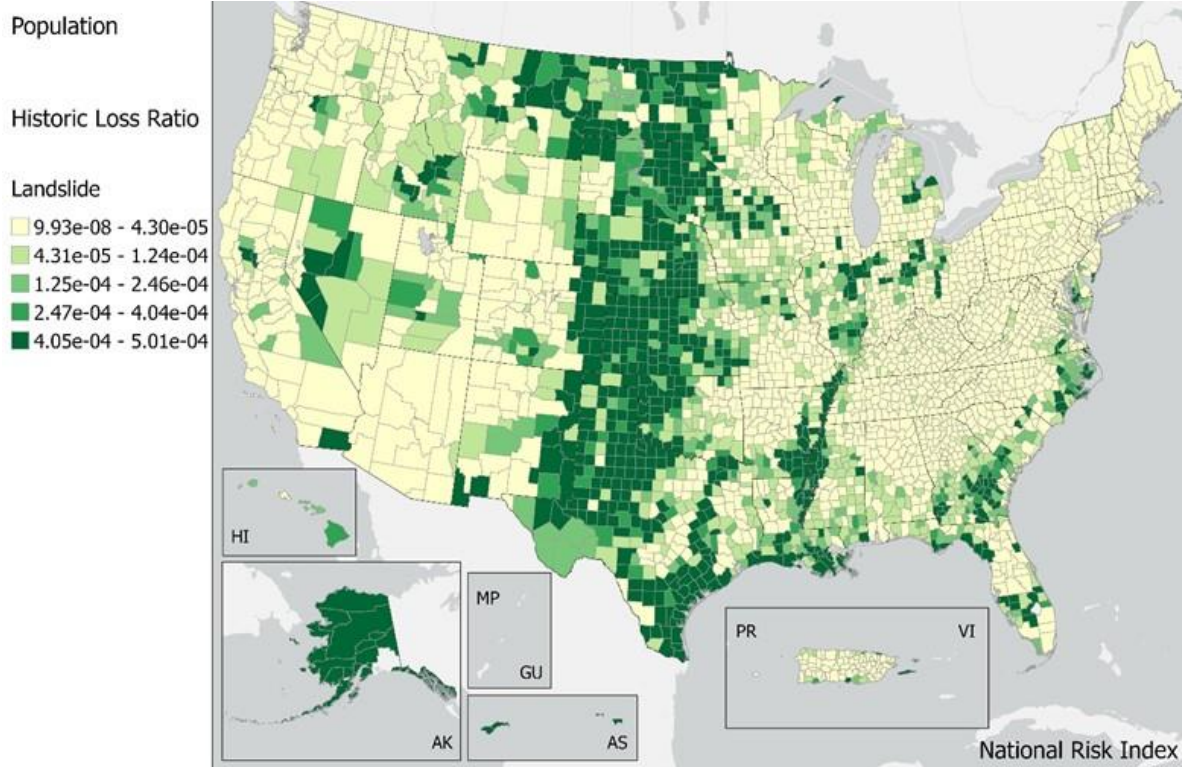 Population
Historic Loss Ratio
Landslide
9.93e-08 - 4.30e-05
4.31e-05 - 1.24e-04
1.25e-04 - 2.46e-04
2.47e-04 - 4.04e-04
4.05e-04 - 5.01e-04
HI
AK
MP
GU
AS
PR
VI
National Risk Index